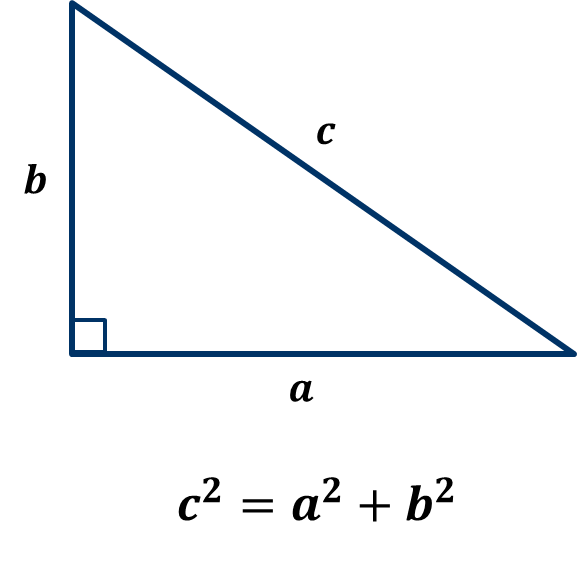 c
b
a
c² = a² + b²